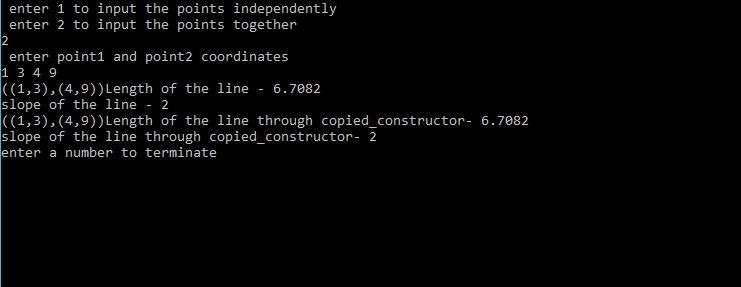 enter 1 to input the points independently
enter 2 to input the points together
2
enter point1 and point2 coordinates
1 3 4 9
((1,3),(4,9))Length of the line - 6.7082
slope of the line - 2
((1,3),(4,9))Length of the line through copied_constructor- 6.7082
slope of the line through copied_constructor- 2
enter a number to terminate